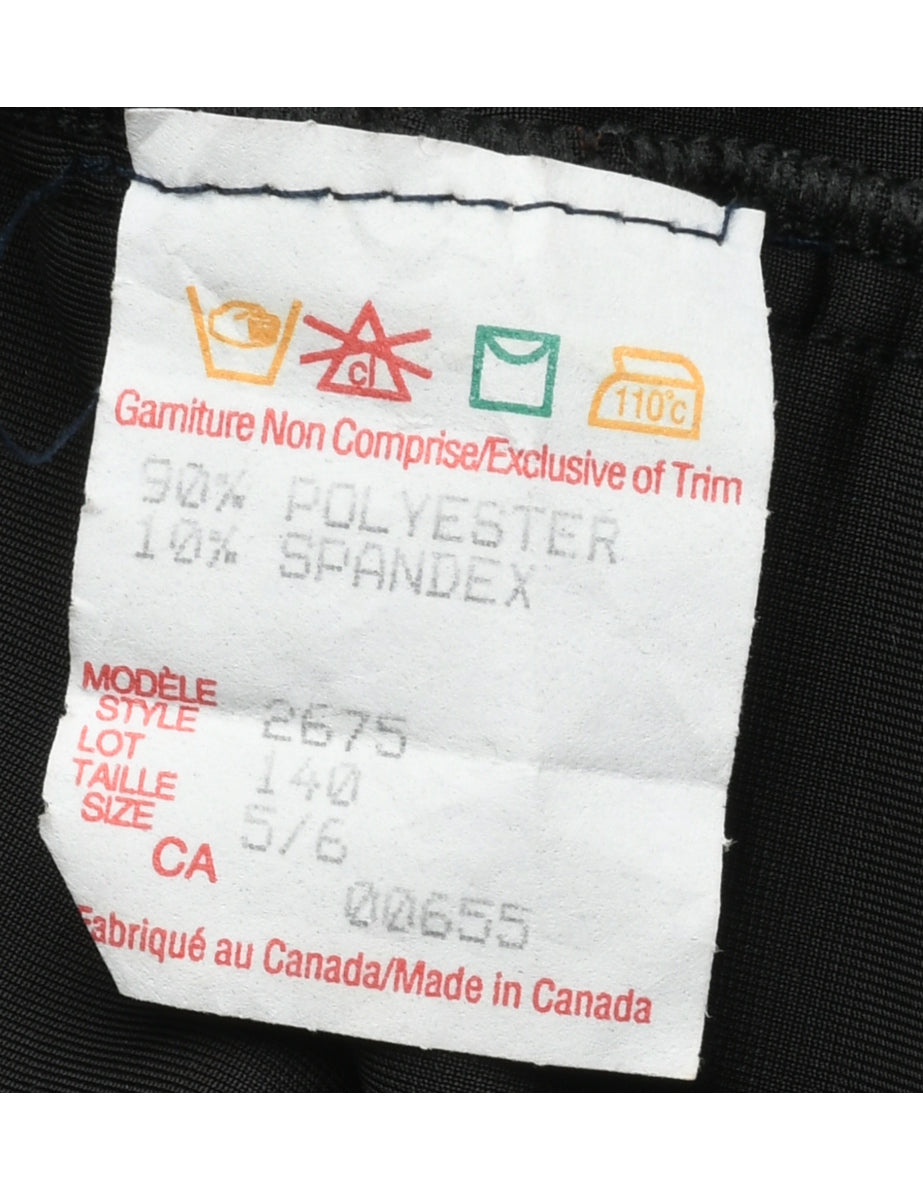 cl
110°c
Garniture Non Comprise/Exclusive of Trim
90% POLYESTER
10% SPANDEX
MODÈLE
STYLE 2675
LOT 140
TAILLE
SIZE 5/6
CA
00655
Fabriqué au Canada/Made in Canada